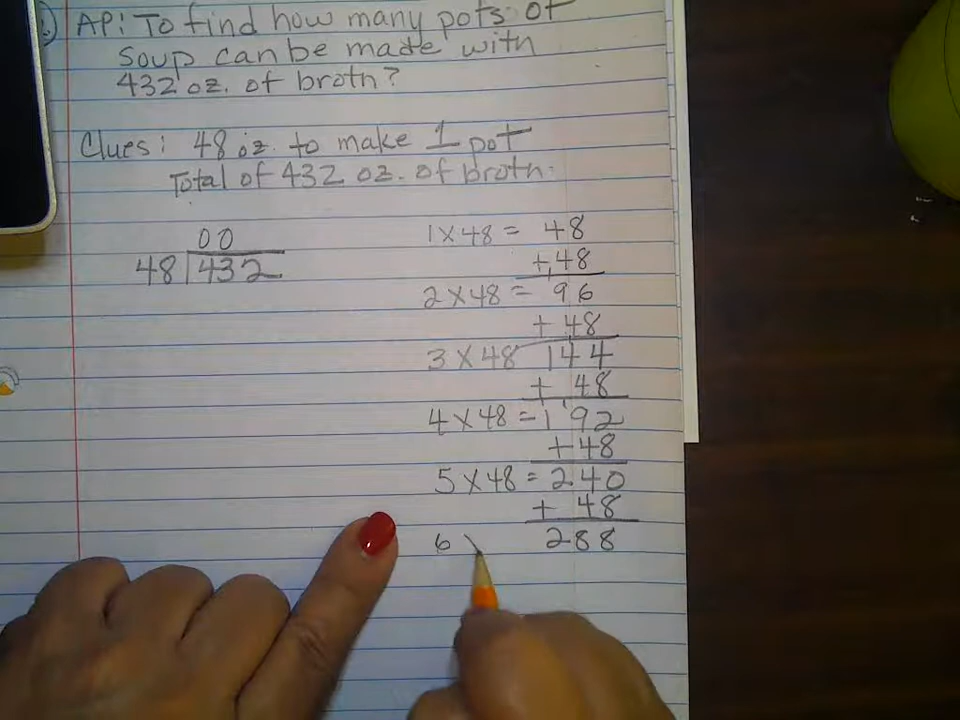 AP: To find how many pots of
soup can be made with
432 oz. of broth?
Clues: 48 oz. to make 1 pot
Total of 432 oz. of broth.
00
48 432
1 X 48 = 48
+ 48
2 X 48 = 96
+ 48
3 X 48 144
+ 48
4 X 48 = 192
+ 48
5 X 48 = 240
+ 48
6 288